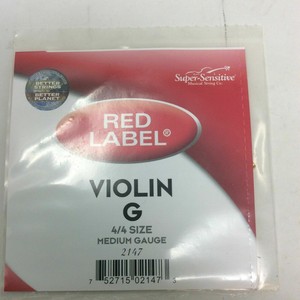 BETTER
STRINGS
BETTER
PLANET
Super-Sensitive
Musical String Co.
RED
LABEL®
VIOLIN
G
4/4 SIZE
MEDIUM GAUGE
2147
7 52715 02147 3